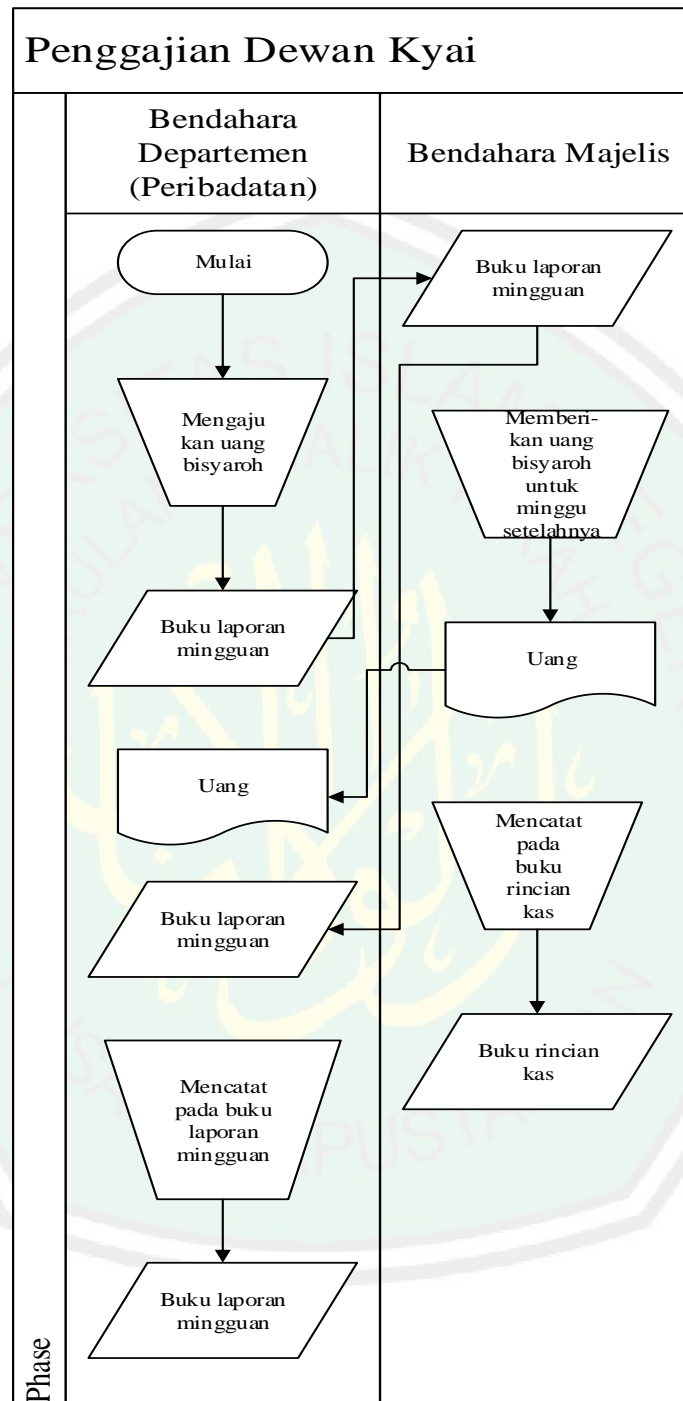 Penggajian Dewan Kyai
Bendahara
Departemen
(Peribadatan)
Bendahara Majelis
Mulai
Mengaju
kan uang
bisyaroh
Buku laporan
mingguan
Uang
Buku laporan
mingguan
Mencatat
pada buku
laporan
mingguan
Buku laporan
mingguan
Buku laporan
mingguan
Memberi-
kan uang
bisyaroh
untuk
minggu
setelahnya
Uang
Mencatat
pada
buku
rincian
kas
Buku rincian
kas
Phase